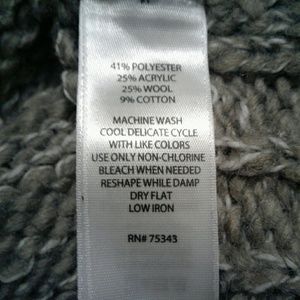 41% POLYESTER
25% ACRYLIC
25% WOOL
9% COTTON
MACHINE WASH
COOL DELICATE CYCLE
WITH LIKE COLORS
USE ONLY NON-CHLORINE
BLEACH WHEN NEEDED
RESHAPE WHILE DAMP
DRY FLAT
LOW IRON
RN# 75343